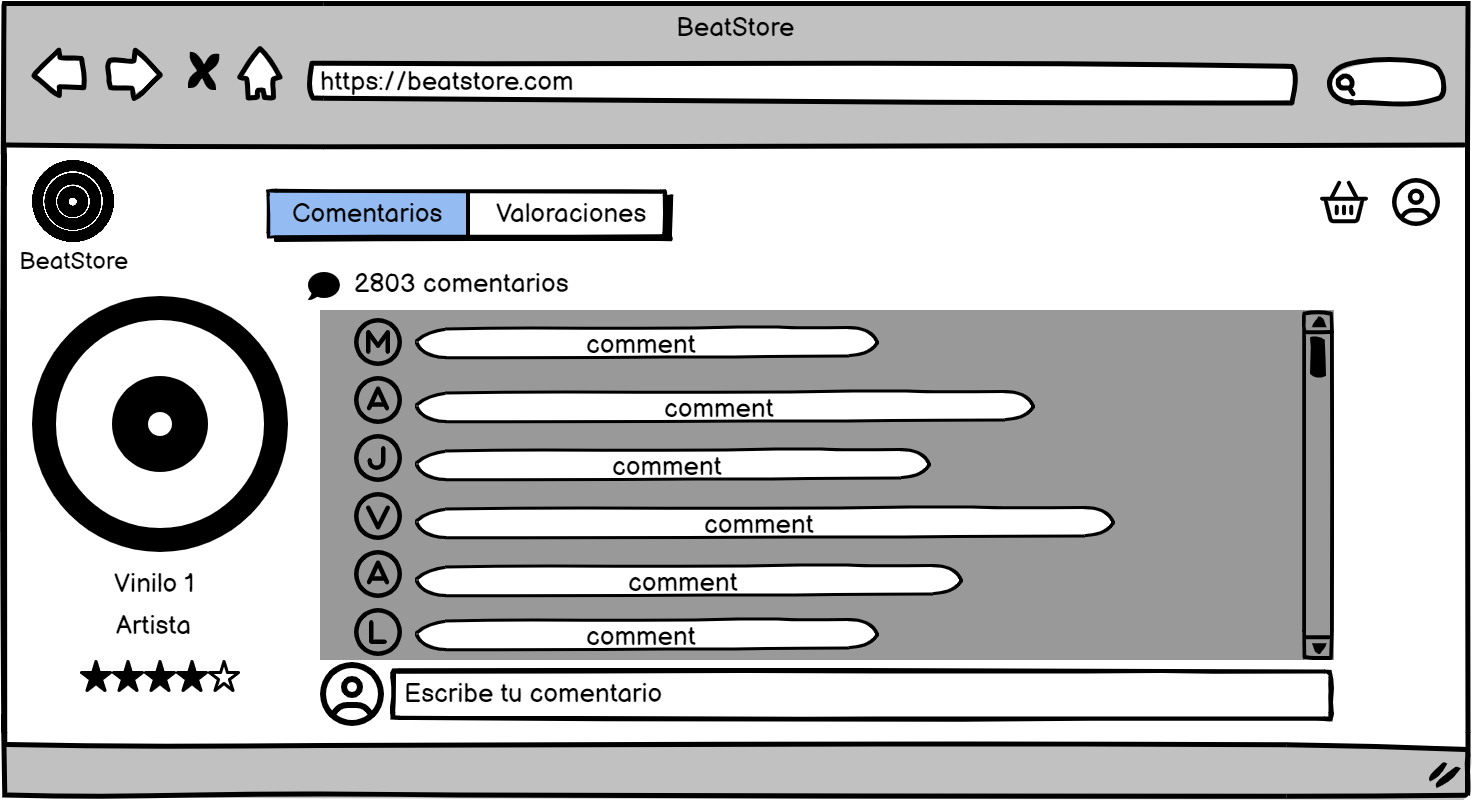 BeatStore
https://beatstore.com
BeatStore
Comentarios
Valoraciones
2803 comentarios
M
comment
A
comment
J
comment
V
comment
A
comment
L
comment
Vinilo 1
Artista
Escribe tu comentario